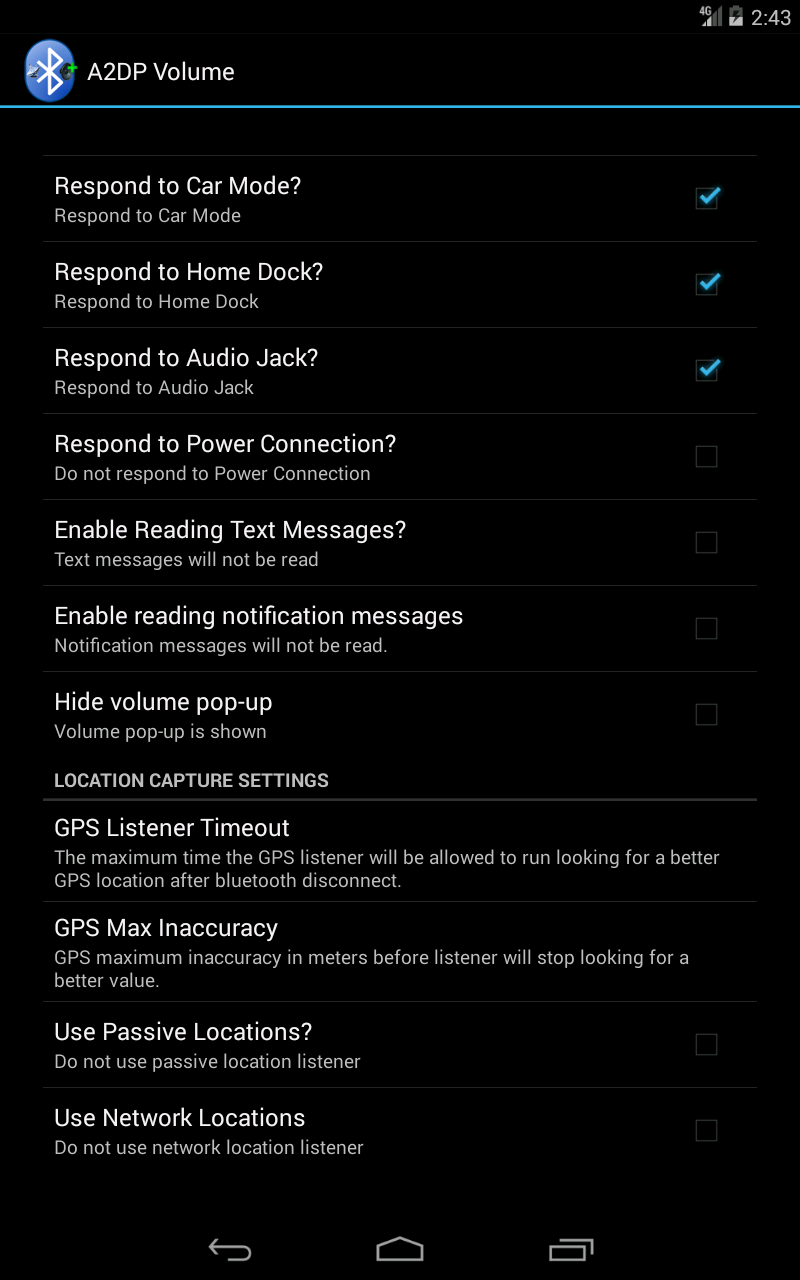 4G 2:43
A2DP Volume
Respond to Car Mode?
Respond to Car Mode
Respond to Home Dock?
Respond to Home Dock
Respond to Audio Jack?
Respond to Audio Jack
Respond to Power Connection?
Do not respond to Power Connection
Enable Reading Text Messages?
Text messages will not be read
Enable reading notification messages
Notification messages will not be read.
Hide volume pop-up
Volume pop-up is shown
LOCATION CAPTURE SETTINGS
GPS Listener Timeout
The maximum time the GPS listener will be allowed to run looking for a better
GPS location after bluetooth disconnect.
GPS Max Inaccuracy
GPS maximum inaccuracy in meters before listener will stop looking for a
better value.
Use Passive Locations?
Do not use passive location listener
Use Network Locations
Do not use network location listener